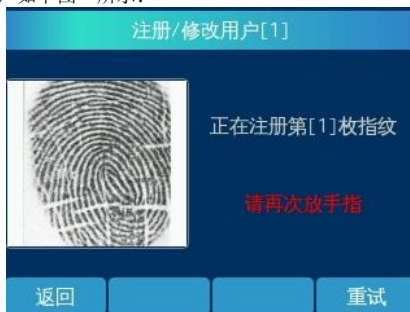 注册/修改用户[1]
正在注册第[1]枚指纹
请再次放手指
返回
重试